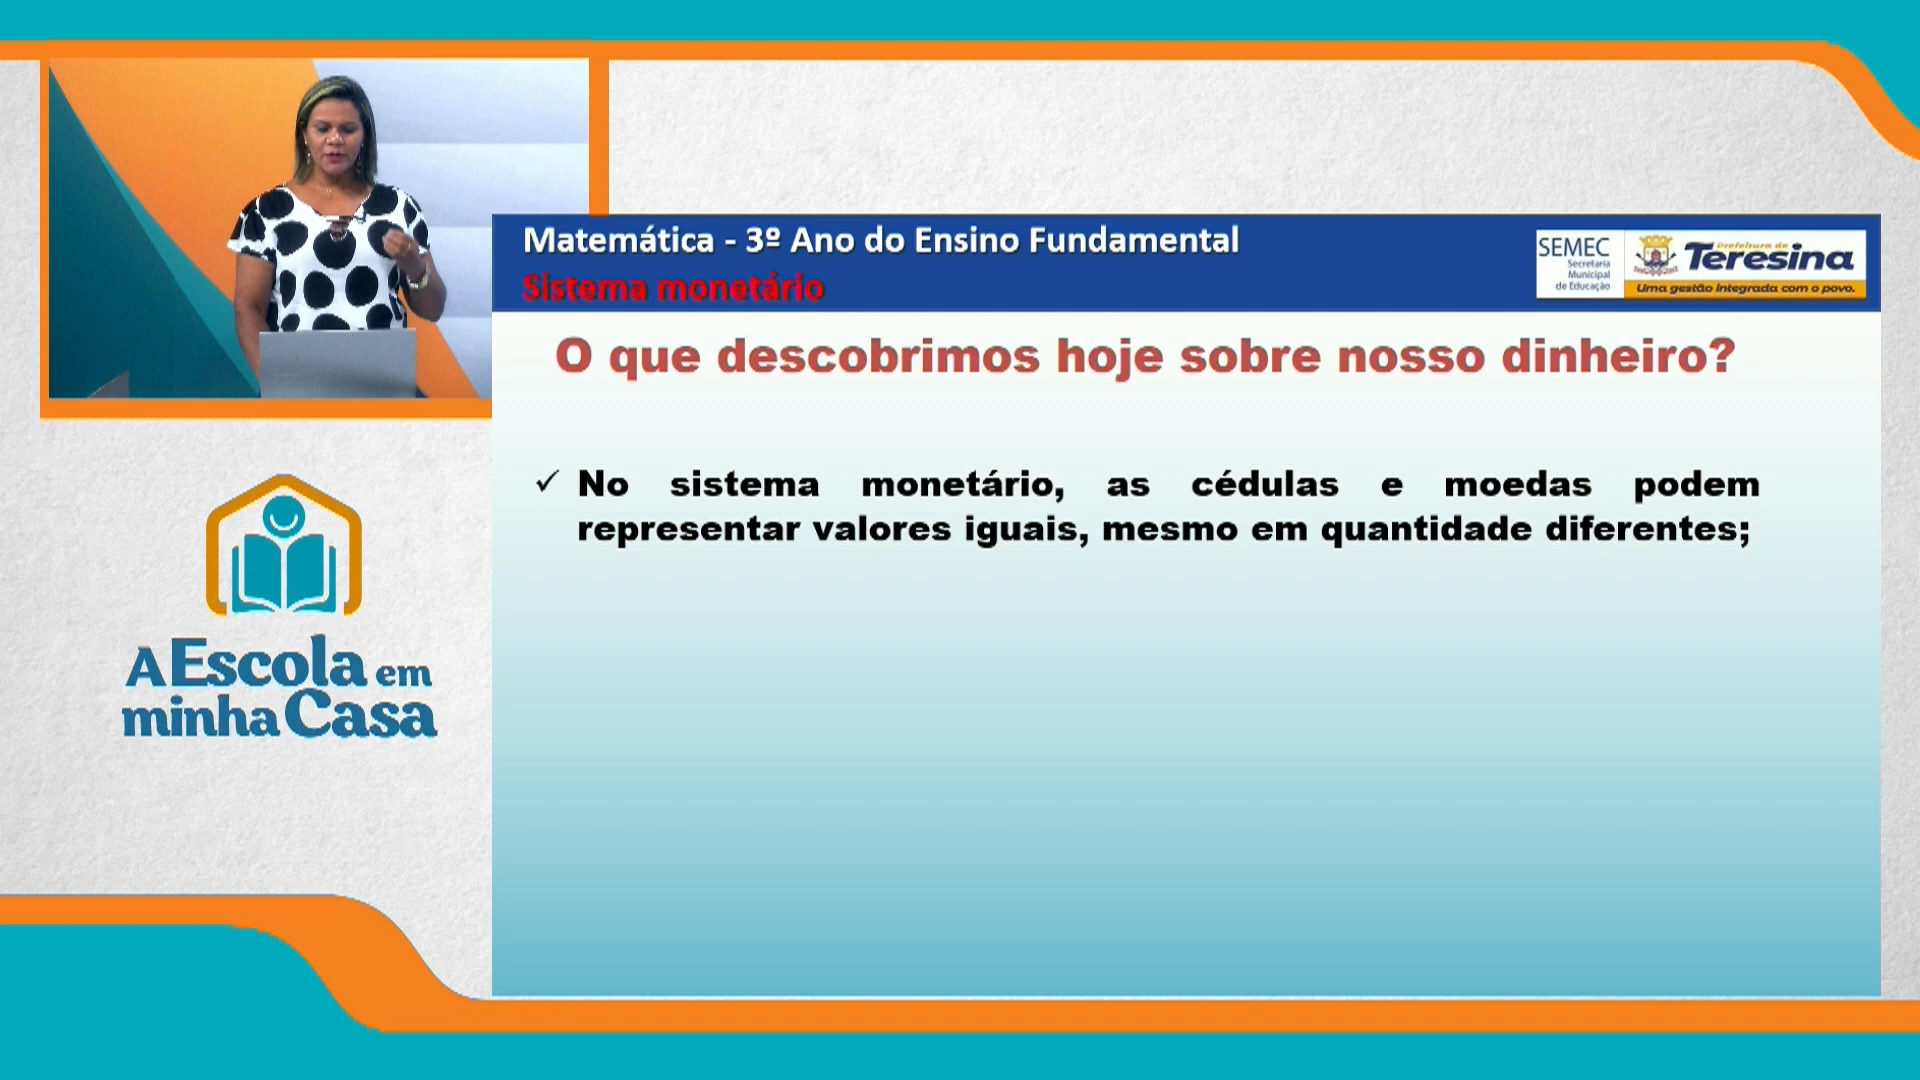 Matemática - 3º Ano do Ensino Fundamental
Sistema monetário
SEMEC
Secretaria
Municipal
de Educação
Prefeitura de
Teresina
Uma gestão integrada com o povo.
O que descobrimos hoje sobre nosso dinheiro?
✓ No sistema monetário, as cédulas e moedas podem
representar valores iguais, mesmo em quantidade diferentes;
A Escola em
minha Casa